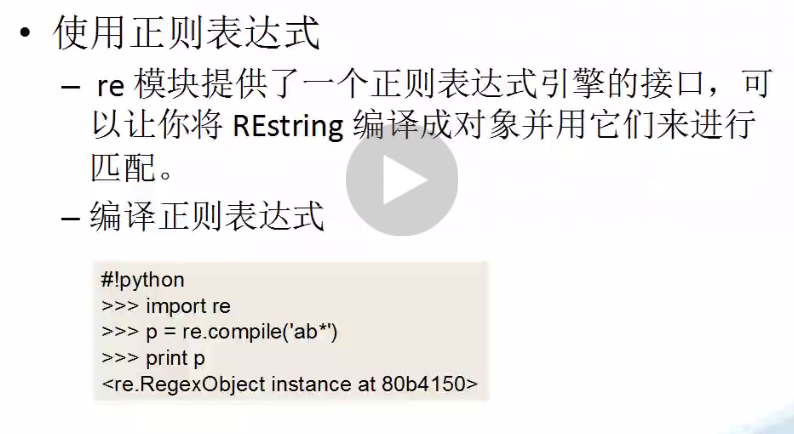 • 使用正则表达式
– re 模块提供了一个正则表达式引擎的接口，可
以让你将 REstring 编译成对象并用它们来进行
匹配。
– 编译正则表达式
#!python
>>> import re
>>> p = re.compile('ab*')
>>> print p
<re.RegexObject instance at 80b4150>